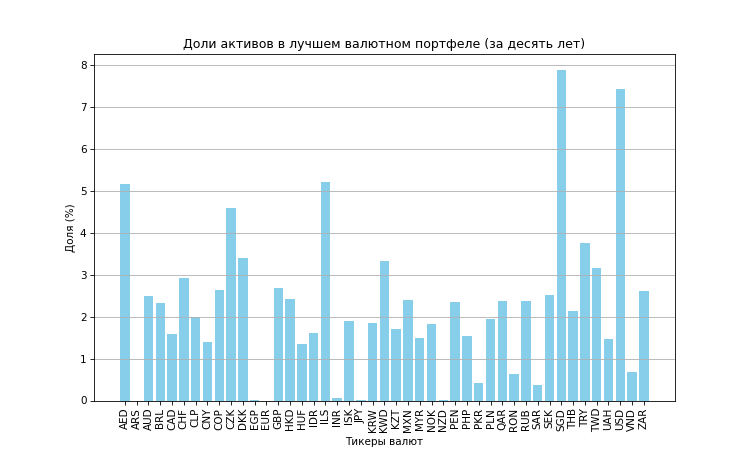 Доли активов в лучшем валютном портфеле (за десять лет)
Доля (%)
8
7
6
5
4
3
2
1
0
AED ARS AUD BRL CAD CHF CLP CNY COP CZK DKK EGP EUR GBP HKD HUF IDR ILS INR ISK JPY KRW KWD KZT MXN MYR NOK NZD PEN PHP PKR PLN QAR RON RUB SAR SEK SGD THB TRY TWD UAH USD VND ZAR
Тикеры валют